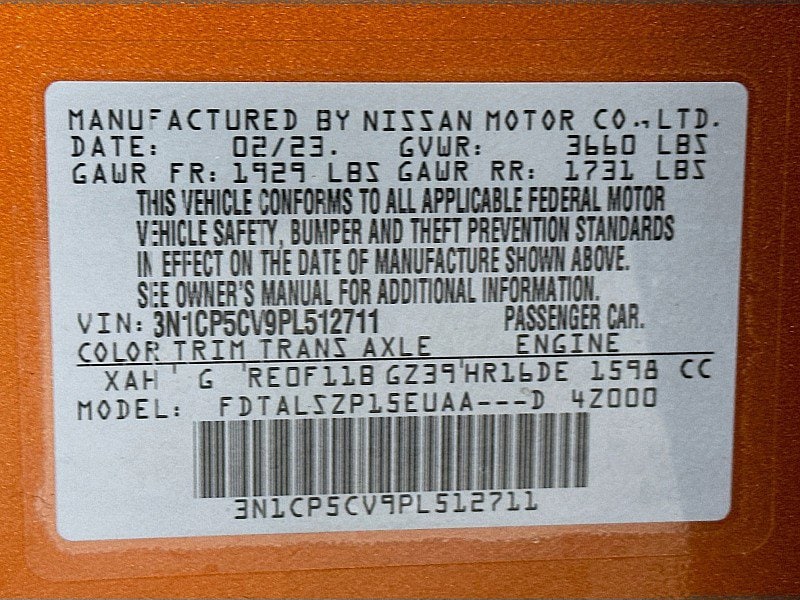 MANUFACTURED BY NISSAN MOTOR CO.,LTD.
DATE: 02/23. GVWR: 3660 LBS
GAWR FR: 1929 LBS GAWR RR: 1731 LBS
THIS VEHICLE CONFORMS TO ALL APPLICABLE FEDERAL MOTOR
VEHICLE SAFETY, BUMPER AND THEFT PREVENTION STANDARDS
IN EFFECT ON THE DATE OF MANUFACTURE SHOWN ABOVE.
SEE OWNER'S MANUAL FOR ADDITIONAL INFORMATION.
VIN: 3N1CP5CV9PL512711 PASSENGER CAR.
COLOR TRIM TRANS AXLE ENGINE
XAH G RE0F11B GZ39 HR16DE 1598 CC
MODEL: FDTALSZP15EUAA---D 4Z000
3N1CP5CV9PL512711